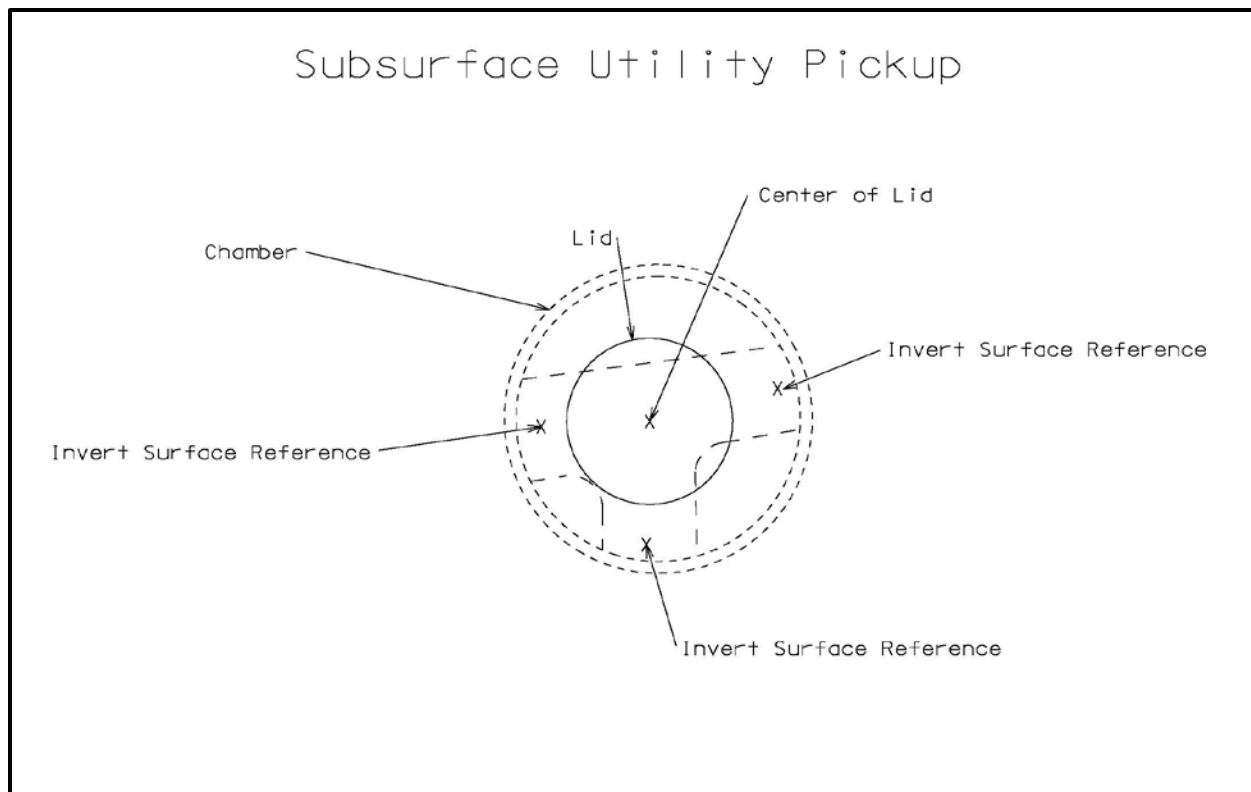 Subsurface Utility Pickup
Center of Lid
Lid
Chamber
Invert Surface Reference
Invert Surface Reference
Invert Surface Reference